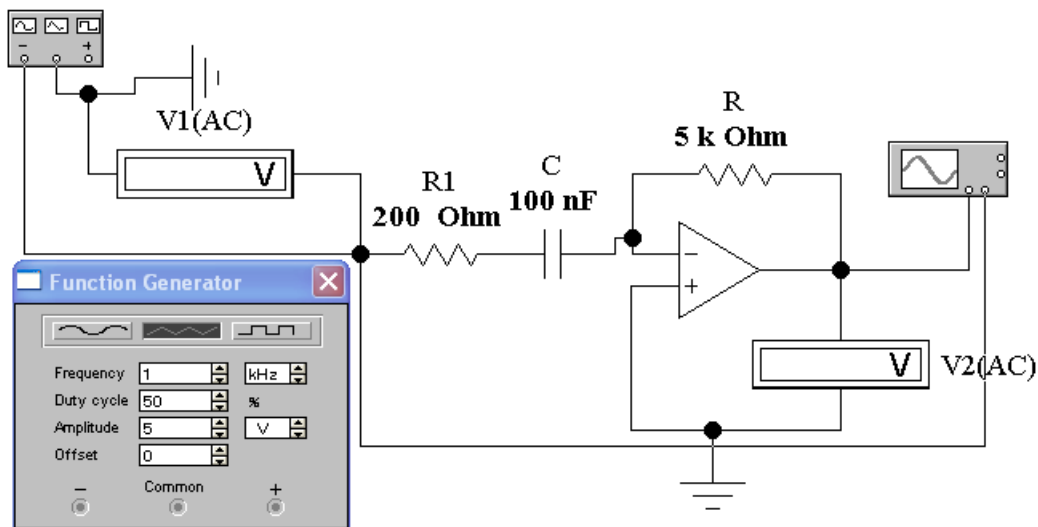 − +
V1(AC)
V
R1
200 Ohm
C
100 nF
R
5 k Ohm
−
+
V
V2(AC)
Function Generator
Frequency 1 kHz
Duty cycle 50 %
Amplitude 5 V
Offset 0
− Common +